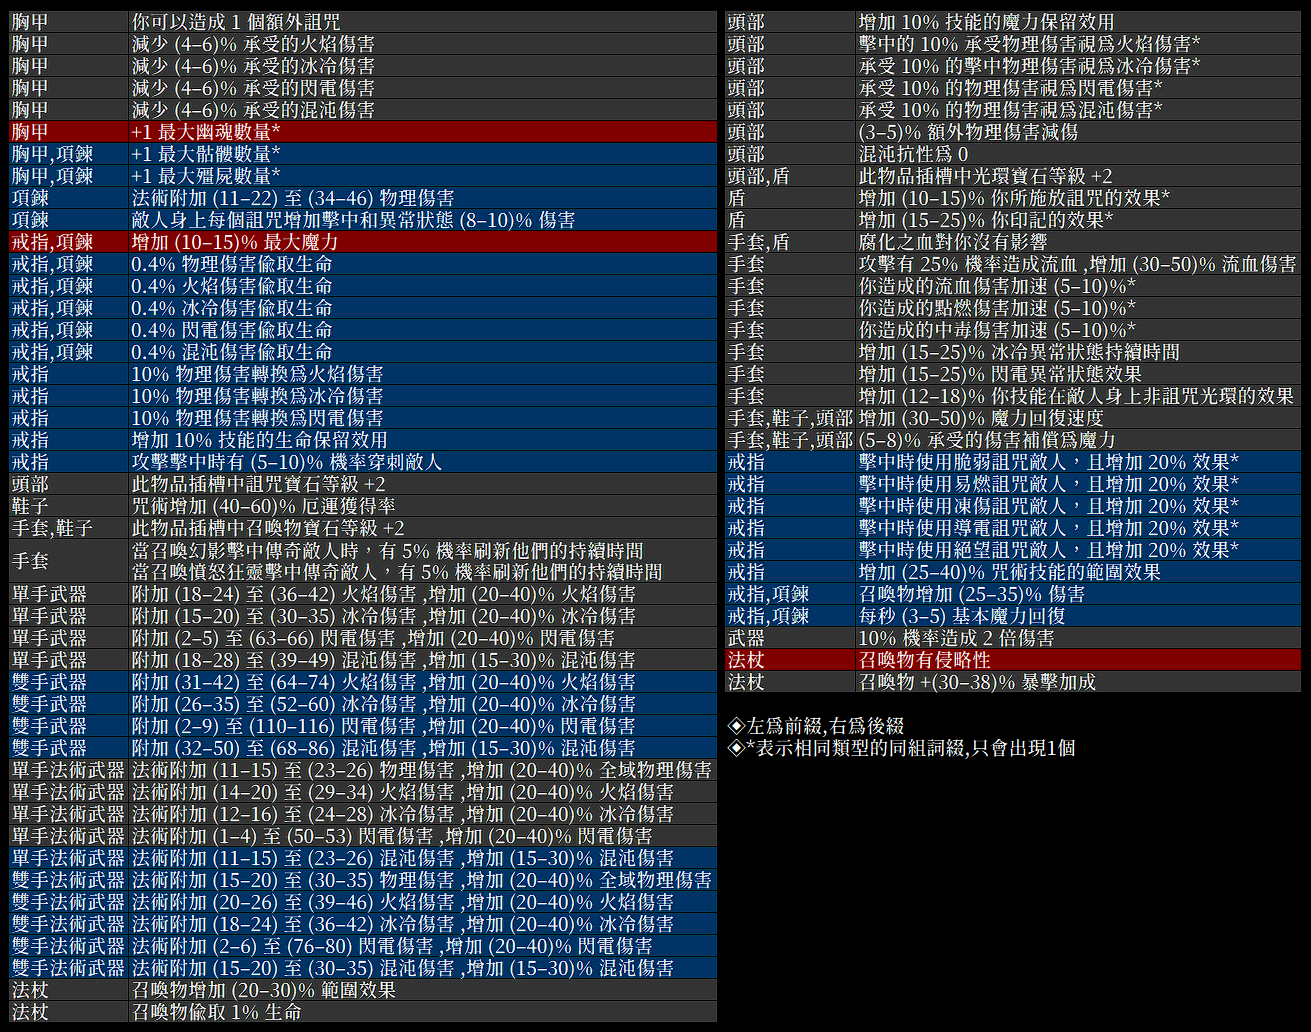 胸甲 你可以造成 1 個額外詛咒
胸甲 減少 (4–6)% 承受的火焰傷害
胸甲 減少 (4–6)% 承受的冰冷傷害
胸甲 減少 (4–6)% 承受的閃電傷害
胸甲 減少 (4–6)% 承受的混沌傷害
胸甲 +1 最大幽魂數量*
胸甲,項鍊 +1 最大骷髏數量*
胸甲,項鍊 +1 最大殭屍數量*
項鍊 法術附加 (11–22) 至 (34–46) 物理傷害
項鍊 敵人身上每個詛咒增加擊中和異常狀態 (8–10)% 傷害
戒指,項鍊 增加 (10–15)% 最大魔力
戒指,項鍊 0.4% 物理傷害偸取生命
戒指,項鍊 0.4% 火焰傷害偸取生命
戒指,項鍊 0.4% 冰冷傷害偸取生命
戒指,項鍊 0.4% 閃電傷害偸取生命
戒指,項鍊 0.4% 混沌傷害偸取生命
戒指 10% 物理傷害轉換爲火焰傷害
戒指 10% 物理傷害轉換爲冰冷傷害
戒指 10% 物理傷害轉換爲閃電傷害
戒指 增加 10% 技能的生命保留效用
戒指 攻擊擊中時有 (5–10)% 機率穿刺敵人
頭部 此物品插槽中詛咒寶石等級 +2
鞋子 咒術增加 (40–60)% 厄運獲得率
手套,鞋子 此物品插槽中召喚物寶石等級 +2
手套 當召喚幻影擊中傳奇敵人時，有 5% 機率刷新他們的持續時間
當召喚憤怒狂靈擊中傳奇敵人，有 5% 機率刷新他們的持續時間
單手武器 附加 (18–24) 至 (36–42) 火焰傷害 ,增加 (20–40)% 火焰傷害
單手武器 附加 (15–20) 至 (30–35) 冰冷傷害 ,增加 (20–40)% 冰冷傷害
單手武器 附加 (2–5) 至 (63–66) 閃電傷害 ,增加 (20–40)% 閃電傷害
單手武器 附加 (18–28) 至 (39–49) 混沌傷害 ,增加 (15–30)% 混沌傷害
雙手武器 附加 (31–42) 至 (64–74) 火焰傷害 ,增加 (20–40)% 火焰傷害
雙手武器 附加 (26–35) 至 (52–60) 冰冷傷害 ,增加 (20–40)% 冰冷傷害
雙手武器 附加 (2–9) 至 (110–116) 閃電傷害 ,增加 (20–40)% 閃電傷害
雙手武器 附加 (32–50) 至 (68–86) 混沌傷害 ,增加 (15–30)% 混沌傷害
單手法術武器 法術附加 (11–15) 至 (23–26) 物理傷害 ,增加 (20–40)% 全域物理傷害
單手法術武器 法術附加 (14–20) 至 (29–34) 火焰傷害 ,增加 (20–40)% 火焰傷害
單手法術武器 法術附加 (12–16) 至 (24–28) 冰冷傷害 ,增加 (20–40)% 冰冷傷害
單手法術武器 法術附加 (1–4) 至 (50–53) 閃電傷害 ,增加 (20–40)% 閃電傷害
單手法術武器 法術附加 (11–15) 至 (23–26) 混沌傷害 ,增加 (15–30)% 混沌傷害
雙手法術武器 法術附加 (15–20) 至 (30–35) 物理傷害 ,增加 (20–40)% 全域物理傷害
雙手法術武器 法術附加 (20–26) 至 (39–46) 火焰傷害 ,增加 (20–40)% 火焰傷害
雙手法術武器 法術附加 (18–24) 至 (36–42) 冰冷傷害 ,增加 (20–40)% 冰冷傷害
雙手法術武器 法術附加 (2–6) 至 (76–80) 閃電傷害 ,增加 (20–40)% 閃電傷害
雙手法術武器 法術附加 (15–20) 至 (30–35) 混沌傷害 ,增加 (15–30)% 混沌傷害
法杖 召喚物增加 (20–30)% 範圍效果
法杖 召喚物偸取 1% 生命
頭部 增加 10% 技能的魔力保留效用
頭部 擊中的 10% 承受物理傷害視爲火焰傷害*
頭部 承受 10% 的擊中物理傷害視爲冰冷傷害*
頭部 承受 10% 的物理傷害視爲閃電傷害*
頭部 承受 10% 的物理傷害視爲混沌傷害*
頭部 (3–5)% 額外物理傷害減傷
頭部 混沌抗性爲 0
頭部,盾 此物品插槽中光環寶石等級 +2
盾 增加 (10–15)% 你所施放詛咒的效果*
盾 增加 (15–25)% 你印記的效果*
手套,盾 腐化之血對你沒有影響
手套 攻擊有 25% 機率造成流血 ,增加 (30–50)% 流血傷害
手套 你造成的流血傷害加速 (5–10)%*
手套 你造成的點燃傷害加速 (5–10)%*
手套 你造成的中毒傷害加速 (5–10)%*
手套 增加 (15–25)% 冰冷異常狀態持續時間
手套 增加 (15–25)% 閃電異常狀態效果
手套 增加 (12–18)% 你技能在敵人身上非詛咒光環的效果
手套,鞋子,頭部 增加 (30–50)% 魔力回復速度
手套,鞋子,頭部 (5–8)% 承受的傷害補償爲魔力
戒指 擊中時使用脆弱詛咒敵人，且增加 20% 效果*
戒指 擊中時使用易燃詛咒敵人，且增加 20% 效果*
戒指 擊中時使用凍傷詛咒敵人，且增加 20% 效果*
戒指 擊中時使用導電詛咒敵人，且增加 20% 效果*
戒指 擊中時使用絕望詛咒敵人，且增加 20% 效果*
戒指 增加 (25–40)% 咒術技能的範圍效果
戒指,項鍊 召喚物增加 (25–35)% 傷害
戒指,項鍊 每秒 (3–5) 基本魔力回復
武器 10% 機率造成 2 倍傷害
法杖 召喚物有侵略性
法杖 召喚物 +(30–38)% 暴擊加成
◈左爲前綴,右爲後綴
◈*表示相同類型的同組詞綴,只會出現1個